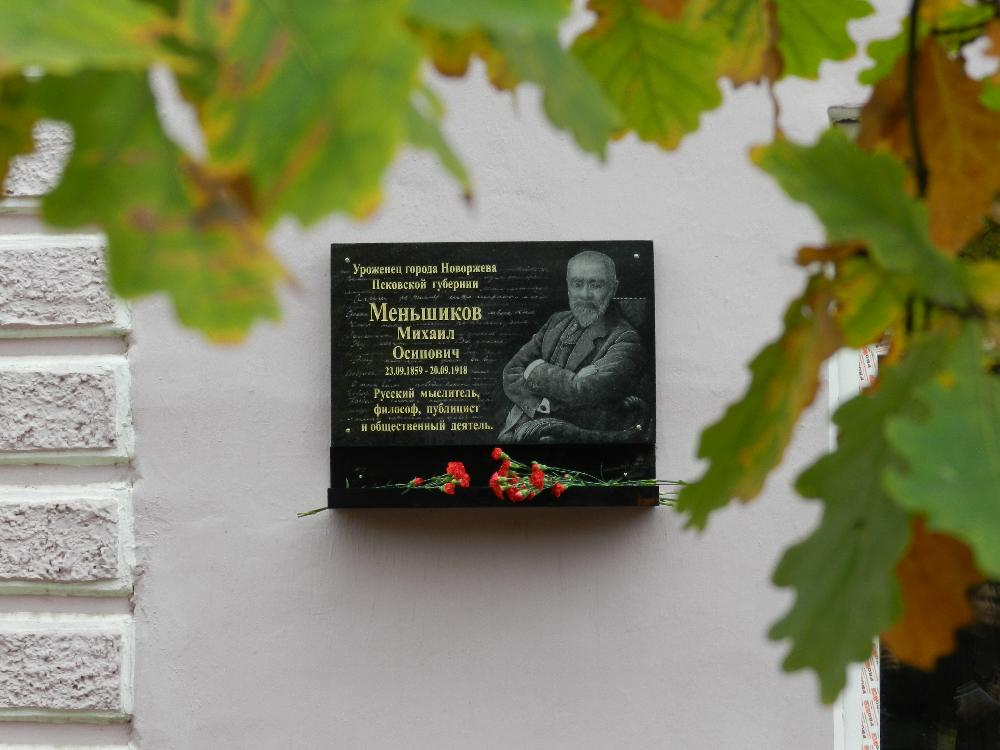 Уроженец города Новоржева
Псковской губернии
Меньшиков
Михаил
Осипович
23.09.1859 - 20.09.1918
Русский мыслитель,
философ, публицист
и общественный деятель.